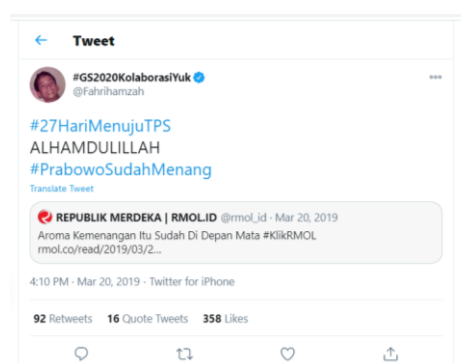 Tweet
#GS2020KolaborasiYuk
@Fahrihamzah
#27HariMenujuTPS
ALHAMDULILLAH
#PrabowoSudahMenang
Translate Tweet
REPUBLIK MERDEKA | RMOL.ID @rmol_id · Mar 20, 2019
Aroma Kemenangan Itu Sudah Di Depan Mata #KlikRMOL
rmol.co/read/2019/03/2...
4:10 PM · Mar 20, 2019 · Twitter for iPhone
92 Retweets 16 Quote Tweets 358 Likes